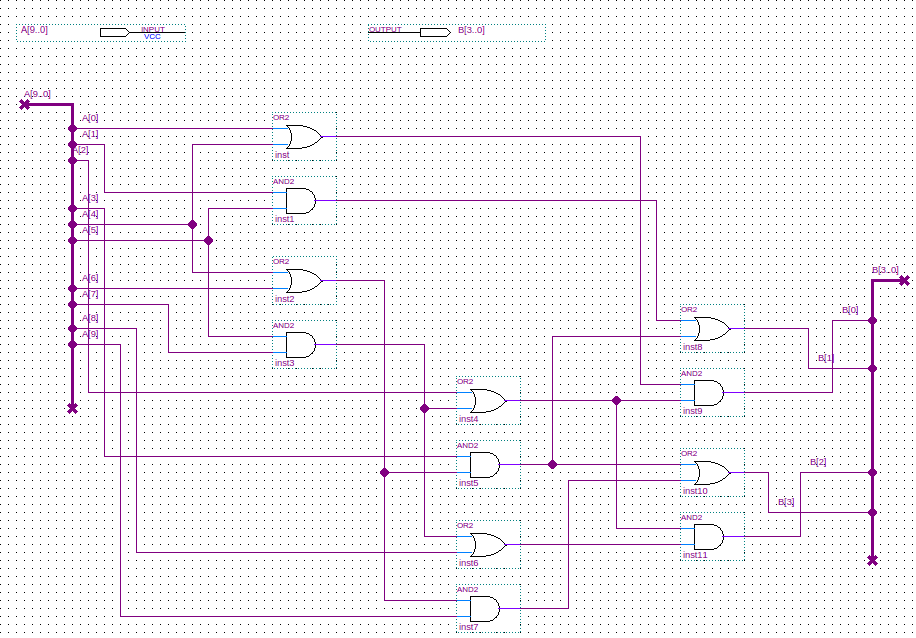 A[9..0]
INPUT
VCC
OUTPUT
B[3..0]
A[9..0]
A[0]
A[1]
A[2]
A[3]
A[4]
A[5]
A[6]
A[7]
A[8]
A[9]
OR2
inst
AND2
inst1
OR2
inst2
AND2
inst3
OR2
inst4
AND2
inst5
OR2
inst6
AND2
inst7
OR2
inst8
AND2
inst9
OR2
inst10
AND2
inst11
B[3..0]
B[0]
B[1]
B[2]
B[3]